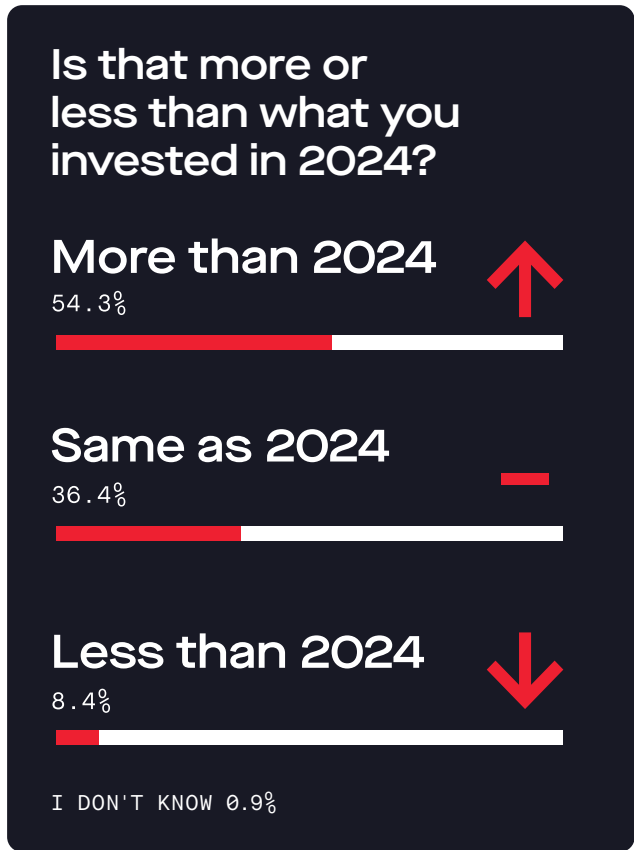 Is that more or
less than what you
invested in 2024?
More than 2024
54.3%
Same as 2024
36.4%
Less than 2024
8.4%
I DON'T KNOW 0.9%